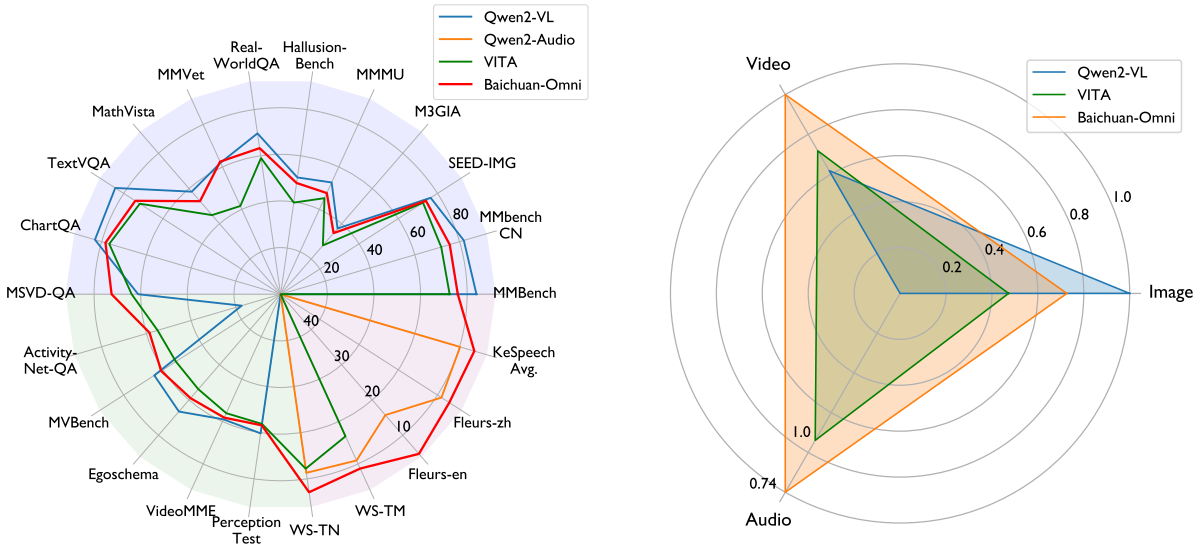 Qwen2-VL
Qwen2-Audio
VITA
Baichuan-Omni
Real-
WorldQA
Hallusion-
Bench
MMMU
M3GIA
SEED-IMG
MMbench
CN
MMBench
KeSpeech
Avg.
Fleurs-zh
Fleurs-en
WS-TM
WS-TN
Perception
Test
VideoMME
Egoschema
MVBench
Activity-
Net-QA
MSVD-QA
ChartQA
TextVQA
MathVista
MMVet
20
40
60
80
40
30
20
10
Qwen2-VL
VITA
Baichuan-Omni
Video
Image
Audio
0.2
0.4
0.6
0.8
1.0
1.0
0.74